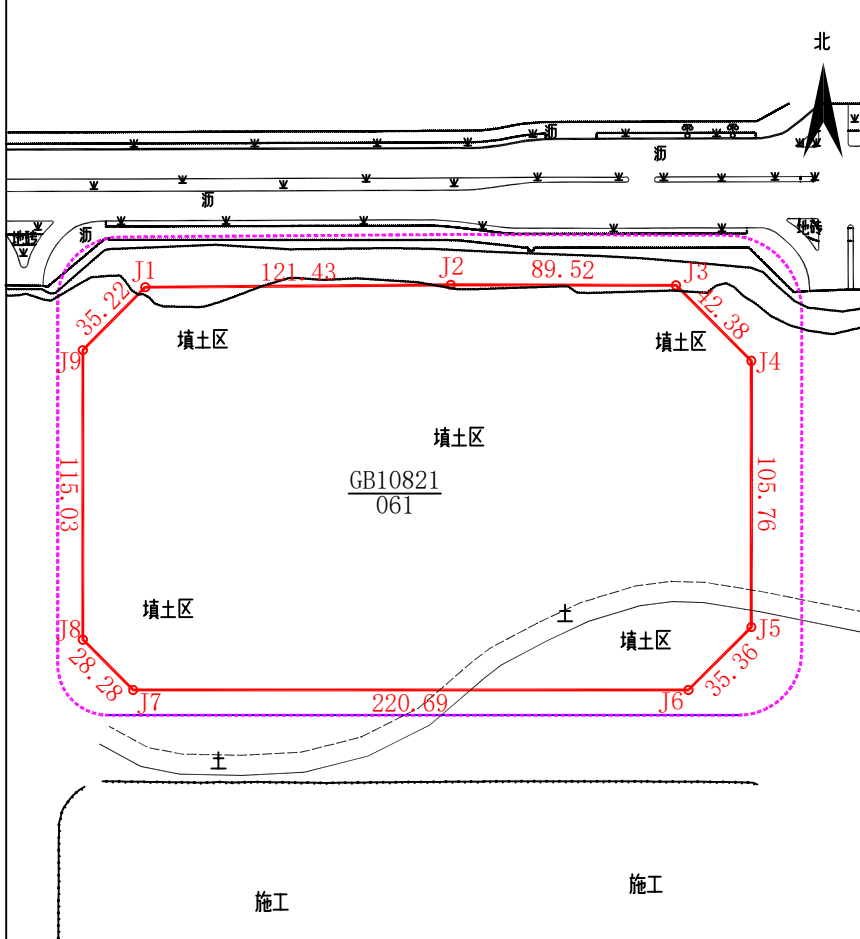 北
沥
沥
沥
地砖
沥
地砖
J1
121.43
J2
89.52
J3
35.22
42.38
填土区
填土区
J9
J4
填土区
115.03
GB10821
061
105.76
填土区
土
填土区
J8
J5
28.28
35.36
J7
220.69
J6
土
施工
施工